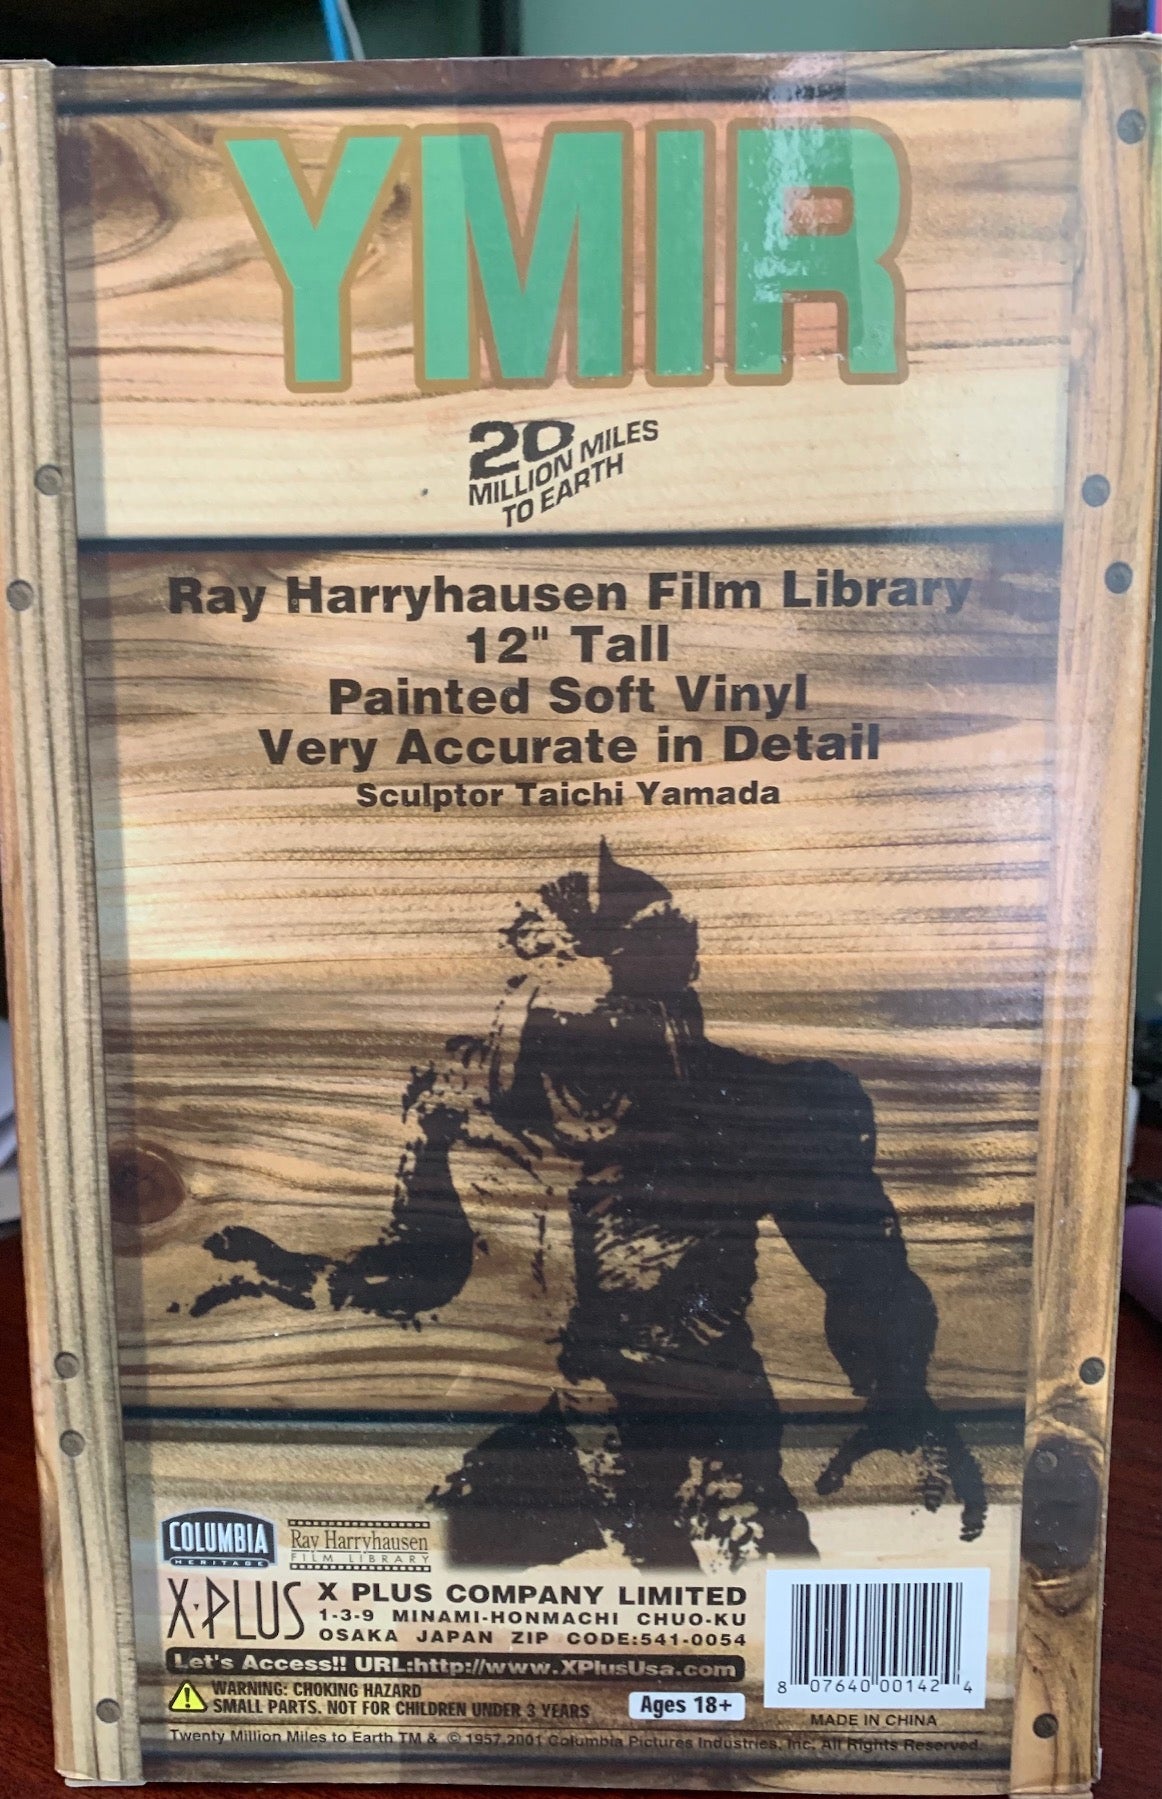 YMIR
20
MILLION MILES
TO EARTH
Ray Harryhausen Film Library
12" Tall
Painted Soft Vinyl
Very Accurate in Detail
Sculptor Taichi Yamada
COLUMBIA
HERITAGE
Ray Harryhausen
FILM LIBRARY
X-PLUS
X PLUS COMPANY LIMITED
1-3-9 MINAMI-HONMACHI CHUO-KU
OSAKA JAPAN ZIP CODE:541-0054
Let's Access!! URL:http://www.XPlusUsa.com
WARNING: CHOKING HAZARD
SMALL PARTS. NOT FOR CHILDREN UNDER 3 YEARS
Ages 18+
8 07640 00142 4
MADE IN CHINA
Twenty Million Miles to Earth TM & © 1957,2001 Columbia Pictures Industries, Inc. All Rights Reserved.